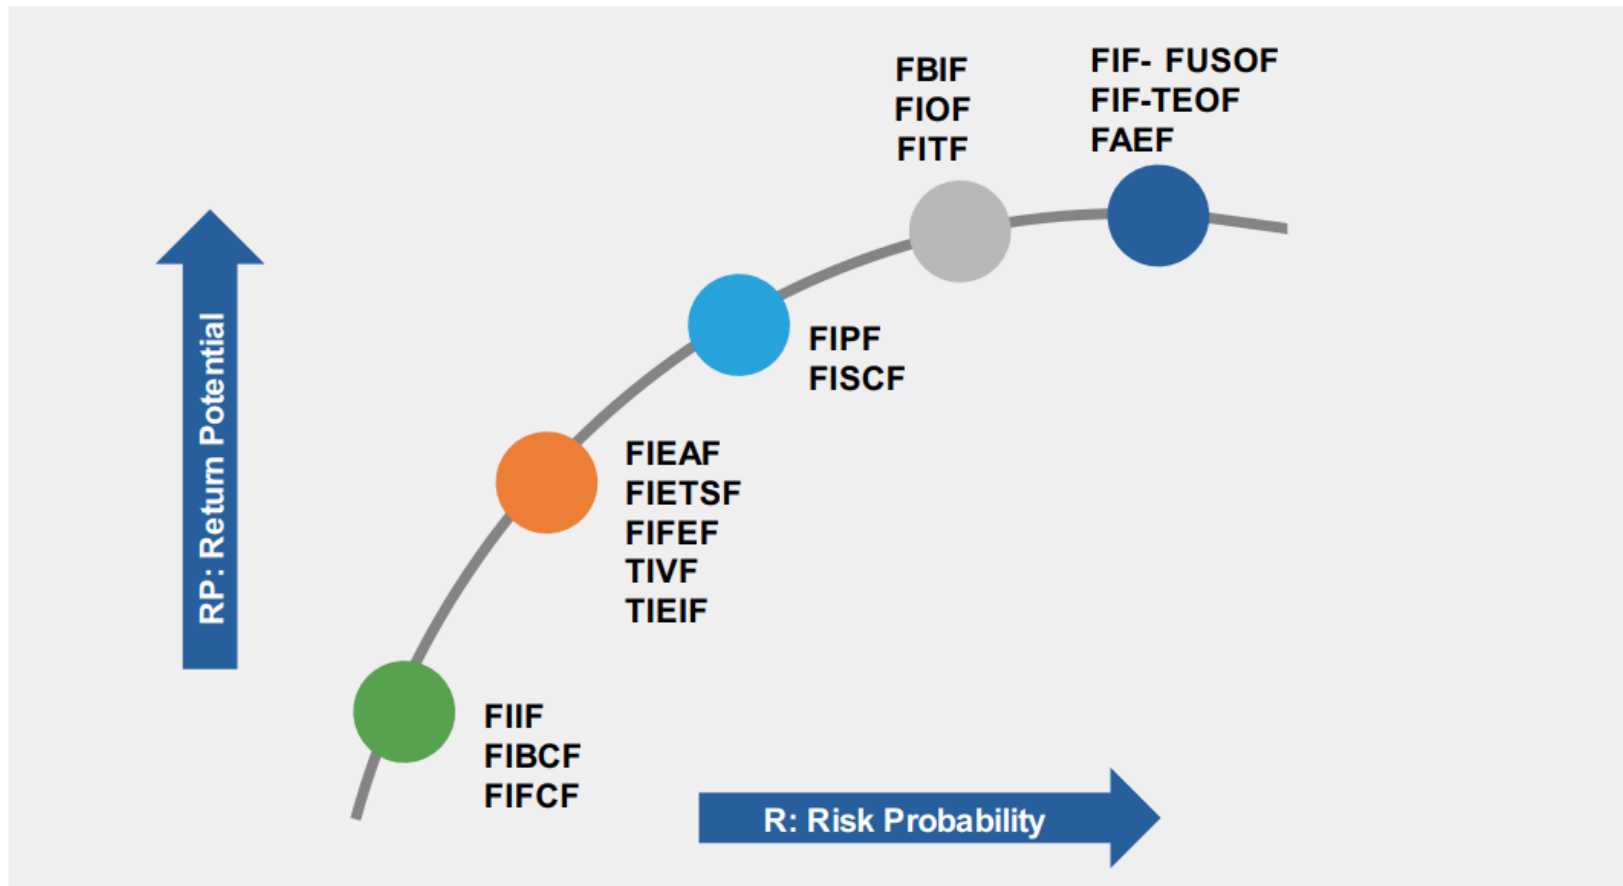 FBIF
FIOF
FITF
FIF- FUSOF
FIF-TEOF
FAEF
RP: Return Potential
FIPF
FISCF
FIEAF
FIETSF
FIFEF
TIVF
TIEIF
FIIF
FIBCF
FIFCF
R: Risk Probability